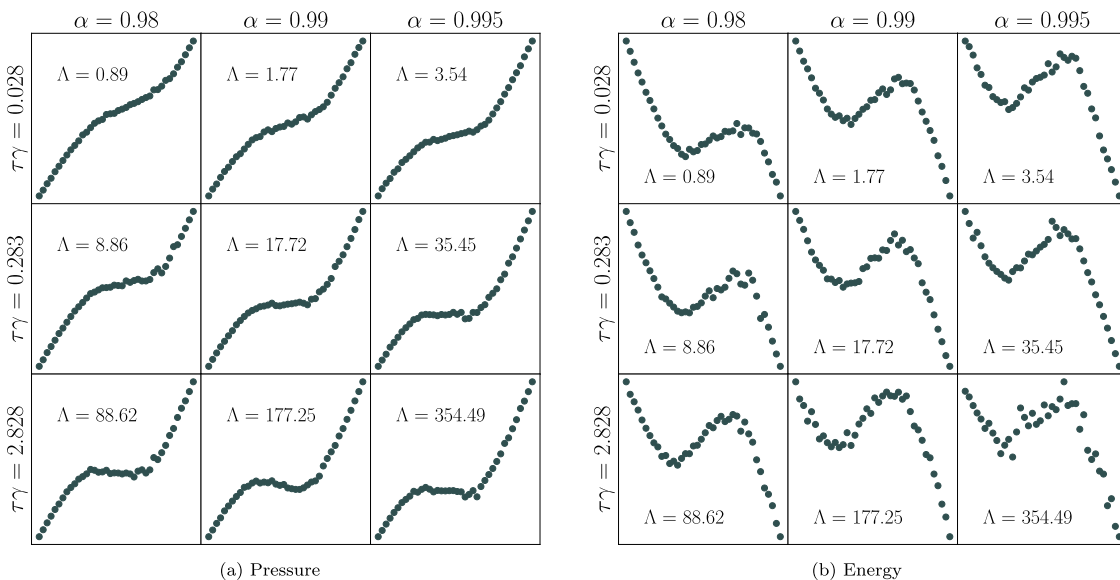 α = 0.98 α = 0.99 α = 0.995
τγ = 0.028
Λ = 0.89 Λ = 1.77 Λ = 3.54
τγ = 0.283
Λ = 8.86 Λ = 17.72 Λ = 35.45
τγ = 2.828
Λ = 88.62 Λ = 177.25 Λ = 354.49
(a) Pressure
α = 0.98 α = 0.99 α = 0.995
τγ = 0.028
Λ = 0.89 Λ = 1.77 Λ = 3.54
τγ = 0.283
Λ = 8.86 Λ = 17.72 Λ = 35.45
τγ = 2.828
Λ = 88.62 Λ = 177.25 Λ = 354.49
(b) Energy